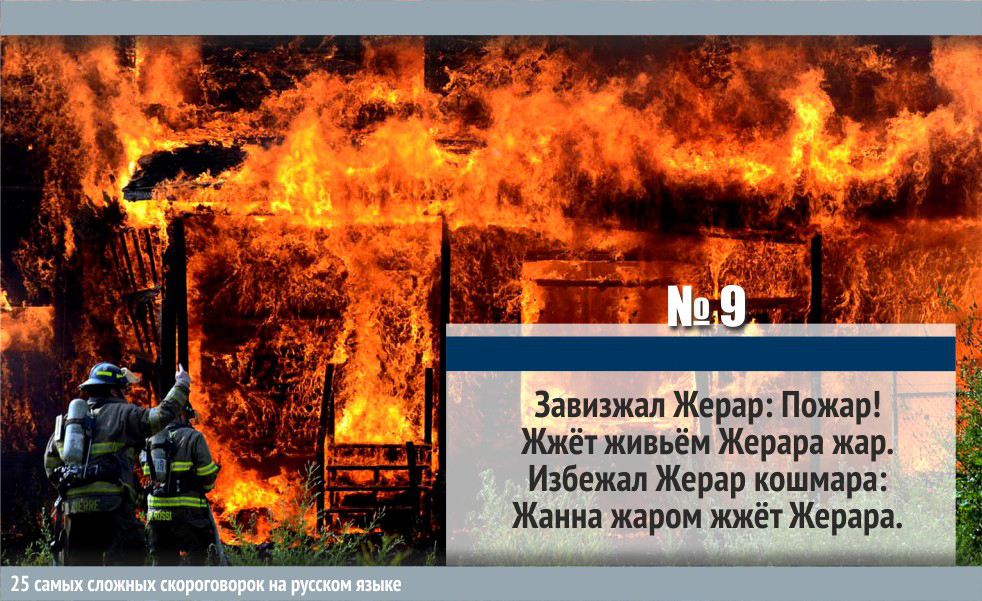 № 9
Завизжал Жерар: Пожар!
Жжёт живьём Жерара жар.
Избежал Жерар кошмара:
Жанна жаром жжёт Жерара.
25 самых сложных скороговорок на русском языке